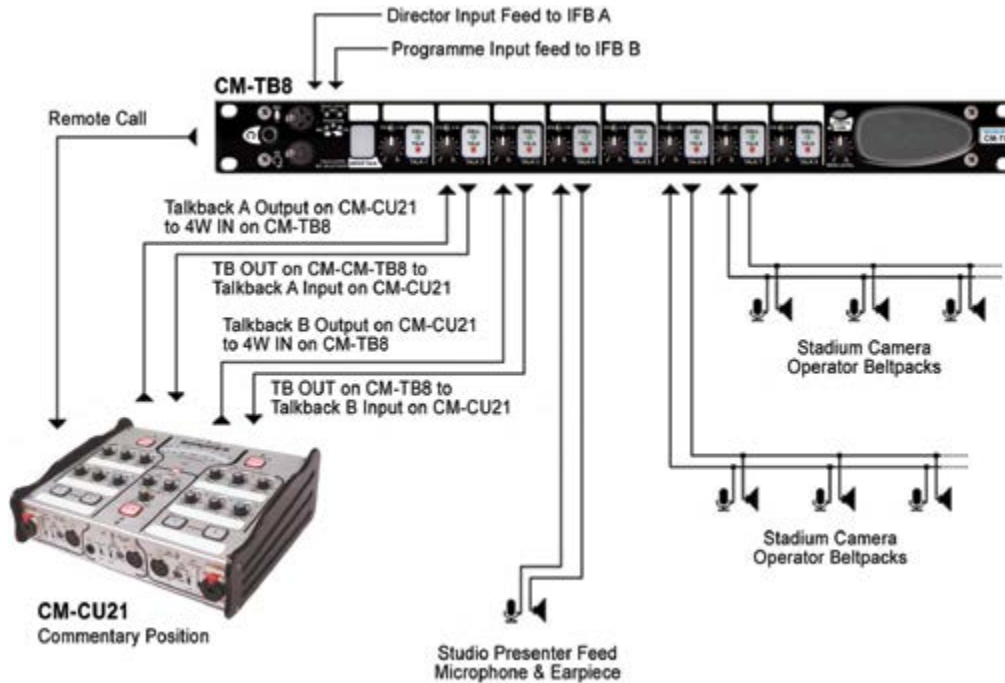 Director Input Feed to IFB A
Programme Input feed to IFB B
CM-TB8
Remote Call
Talkback A Output on CM-CU21
to 4W IN on CM-TB8
TB OUT on CM-CM-TB8 to
Talkback A Input on CM-CU21
Talkback B Output on CM-CU21
to 4W IN on CM-TB8
TB OUT on CM-TB8 to
Talkback B Input on CM-CU21
Stadium Camera
Operator Beltpacks
Stadium Camera
Operator Beltpacks
CM-CU21
Commentary Position
Studio Presenter Feed
Microphone & Earpiece